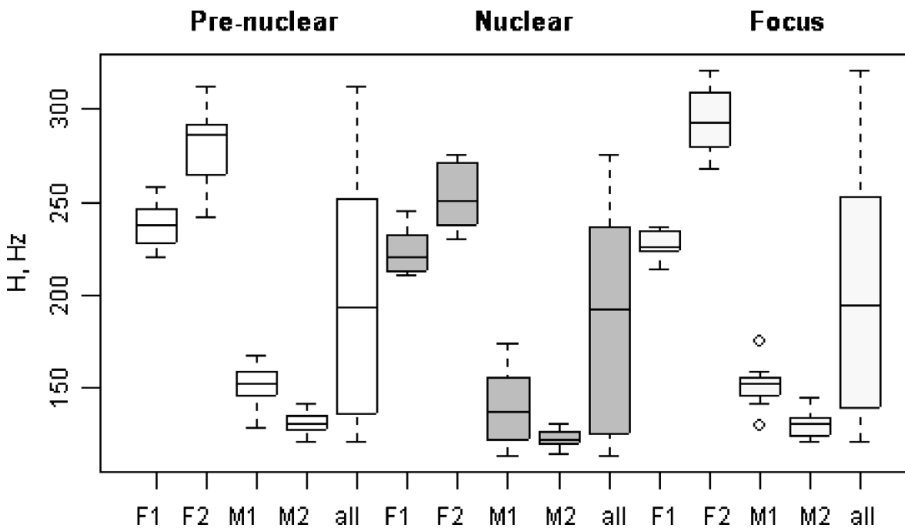 Pre-nuclear Nuclear Focus
H, Hz
300
250
200
150
F1 F2 M1 M2 all F1 F2 M1 M2 all F1 F2 M1 M2 all